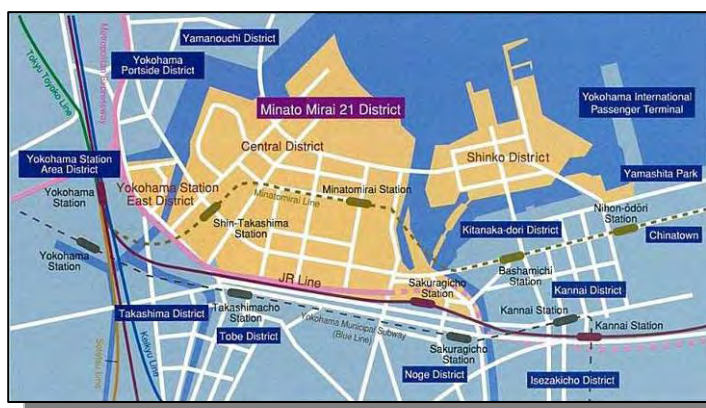 Yamanouchi District
Yokohama
Portside District
Metropolitan Expressway
Tokyu Toyoko Line
Minato Mirai 21 District
Yokohama International
Passenger Terminal
Central District
Shinko District
Yokohama Station
Area District
Yamashita Park
Yokohama
Station
Yokohama Station
East District
Minatomirai Station
Minatomirai Line
Nihon-ōdōri
Station
Shin-Takashima
Station
Kitanaka-dori District
Chinatown
Yokohama
Station
Bashamichi
Station
JR Line
Sakuragicho
Station
Kannai
District
Takashima District
Takashimacho
Station
Kannai Station
Kannai Station
Yokohama Municipal Subway
(Blue Line)
Tobe District
Keikyu Line
Sakuragicho
Station
Noge District
Isezakicho District